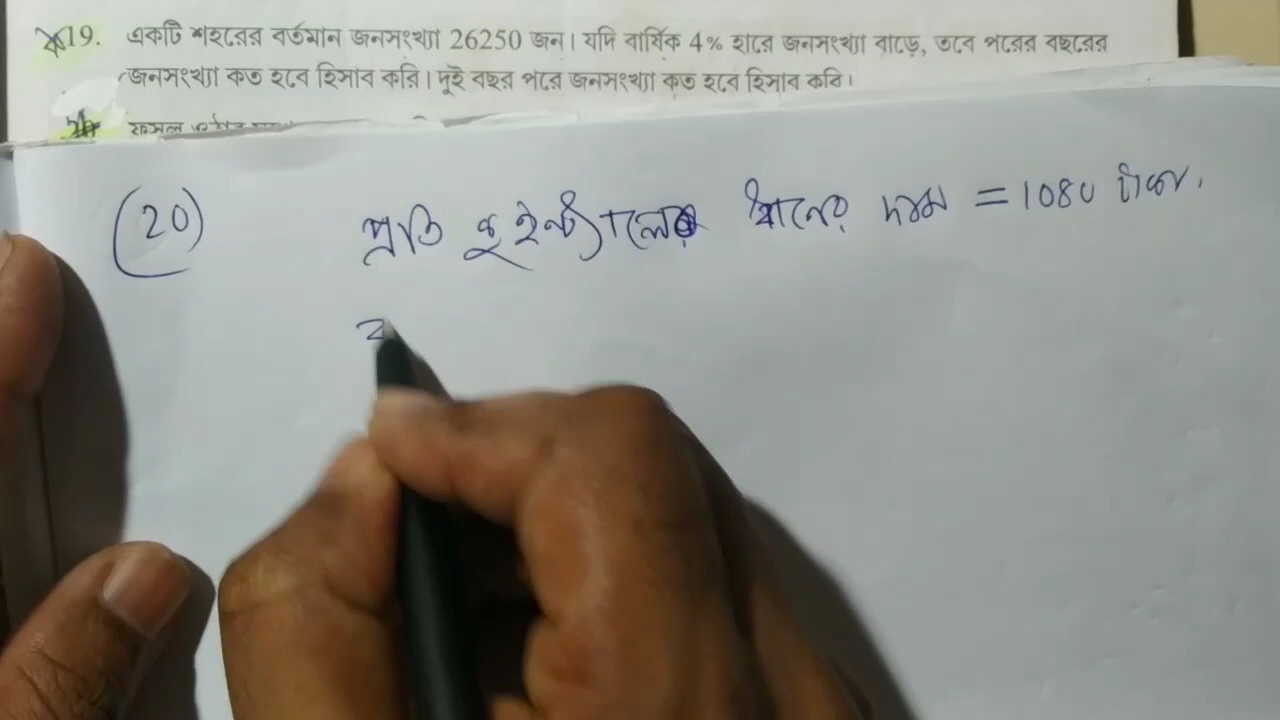 19. একটি শহরের বর্তমান জনসংখ্যা 26250 জন। যদি বার্ষিক 4% হারে জনসংখ্যা বাড়ে, তবে পরের বছরের
জনসংখ্যা কত হবে হিসাব করি। দুই বছর পরে জনসংখ্যা কত হবে হিসাব করি।
ফসল
(20) প্রতি কুইন্ট্যালের ধানের দাম = 1080 টাকা.